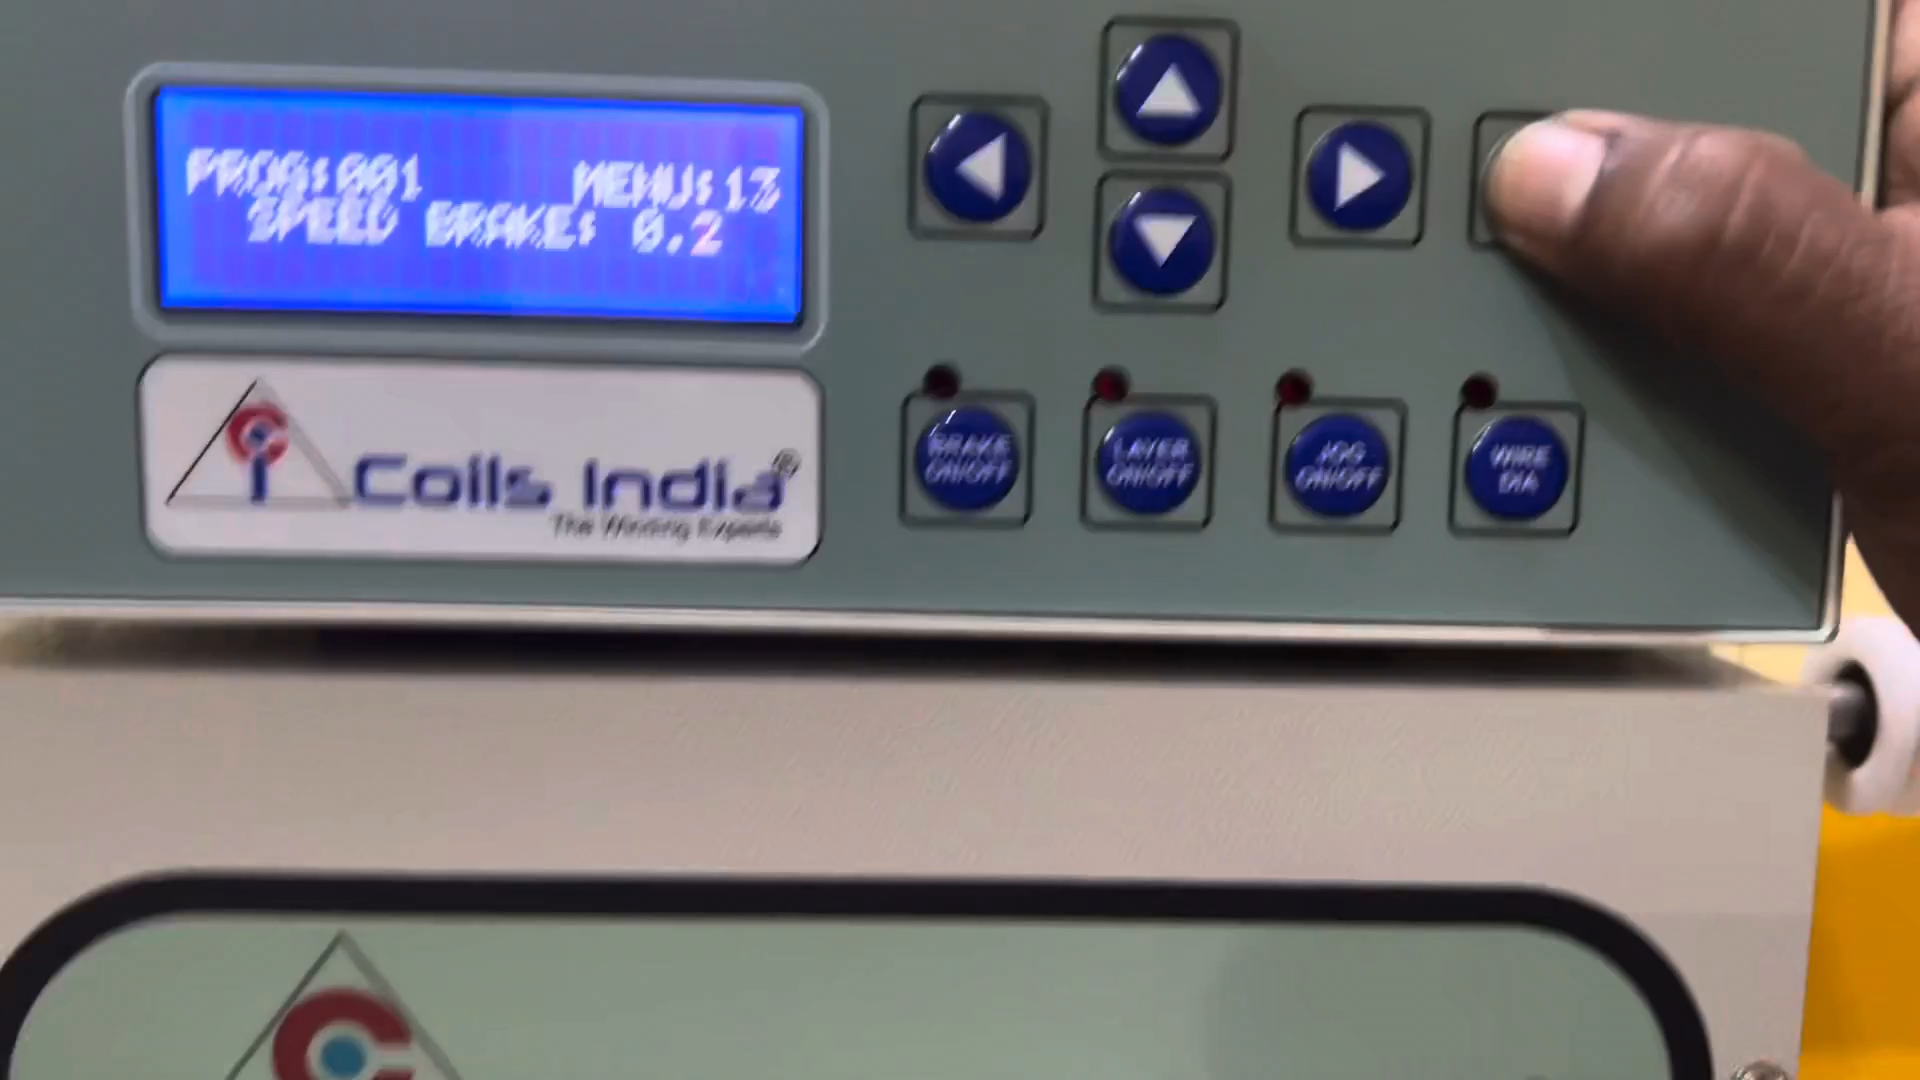 PROG:001 MENU:13
SPEED BRAKE: 0.2
Coils India®
The Winding Experts
BRAKE
ON/OFF
LAYER
ON/OFF
JOG
ON/OFF
WIRE
DIA